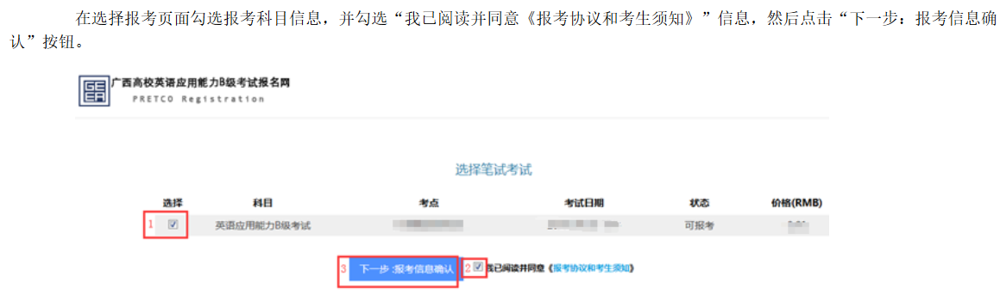 在选择报考页面勾选报考科目信息，并勾选“我已阅读并同意《报考协议和考生须知》”信息，然后点击“下一步：报考信息确
认”按钮。
广西高校英语应用能力B级考试报名网
PRETCO Registration
选择笔试考试
选择 科目 考点 考试日期 状态 价格(RMB)
1 英语应用能力B级考试 可报考
3 下一步 :报考信息确认 2 我已阅读并同意《报考协议和考生须知》